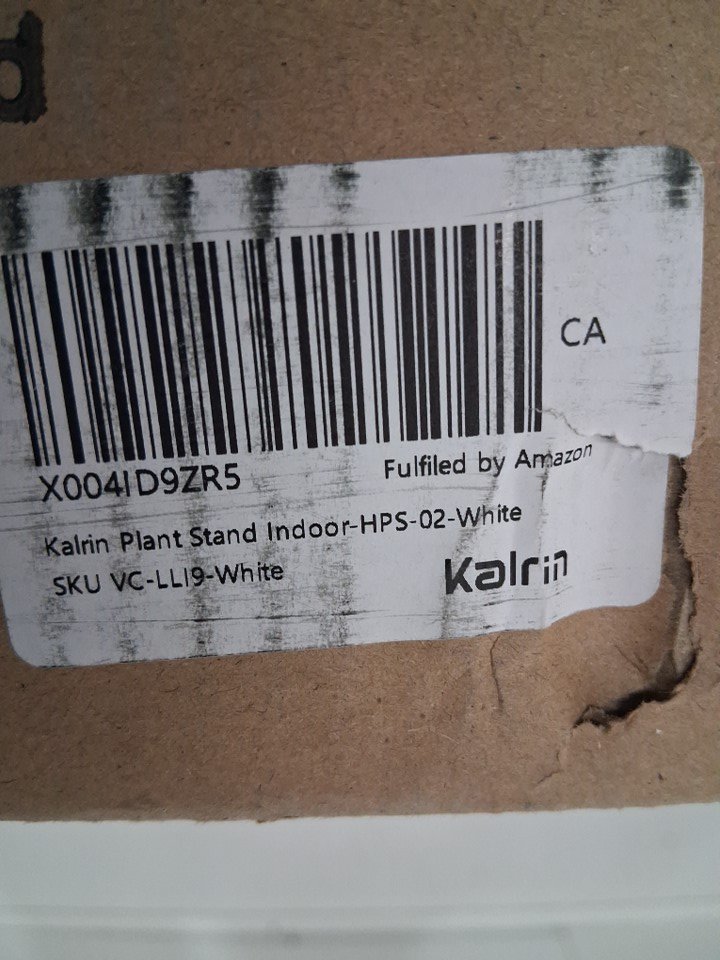 d
CA
X004ID9ZR5
Fulfiled by Amazon
Kalrin Plant Stand Indoor-HPS-02-White
SKU VC-LLI9-White
Kalrin